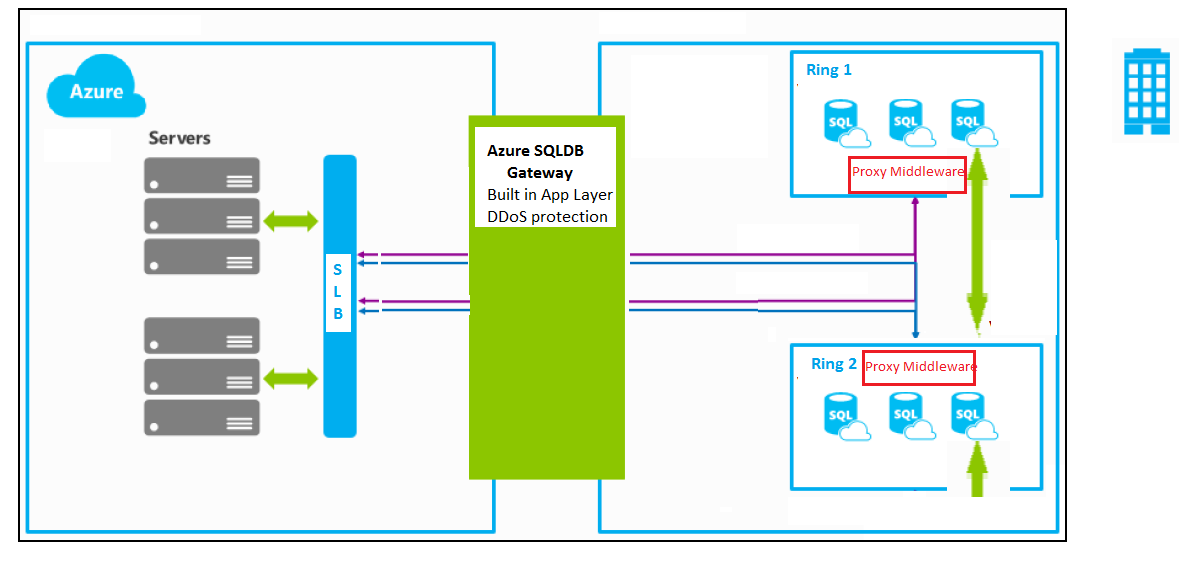 Azure
Servers
S
L
B
Azure SQLDB
Gateway
Built in App Layer
DDoS protection
Ring 1
SQL
SQL
SQL
Proxy Middleware
Ring 2
Proxy Middleware
SQL
SQL
SQL